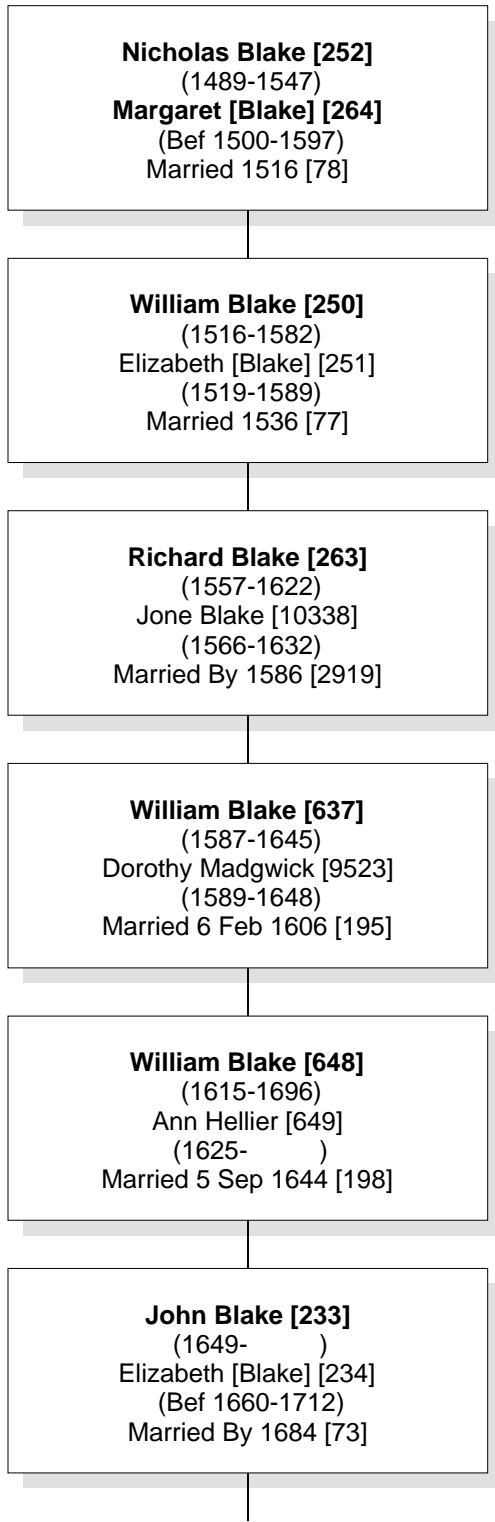 Nicholas Blake [252]
(1489-1547)
Margaret [Blake] [264]
(Bef 1500-1597)
Married 1516 [78]
William Blake [250]
(1516-1582)
Elizabeth [Blake] [251]
(1519-1589)
Married 1536 [77]
Richard Blake [263]
(1557-1622)
Jone Blake [10338]
(1566-1632)
Married By 1586 [2919]
William Blake [637]
(1587-1645)
Dorothy Madgwick [9523]
(1589-1648)
Married 6 Feb 1606 [195]
William Blake [648]
(1615-1696)
Ann Hellier [649]
(1625- )
Married 5 Sep 1644 [198]
John Blake [233]
(1649- )
Elizabeth [Blake] [234]
(Bef 1660-1712)
Married By 1684 [73]